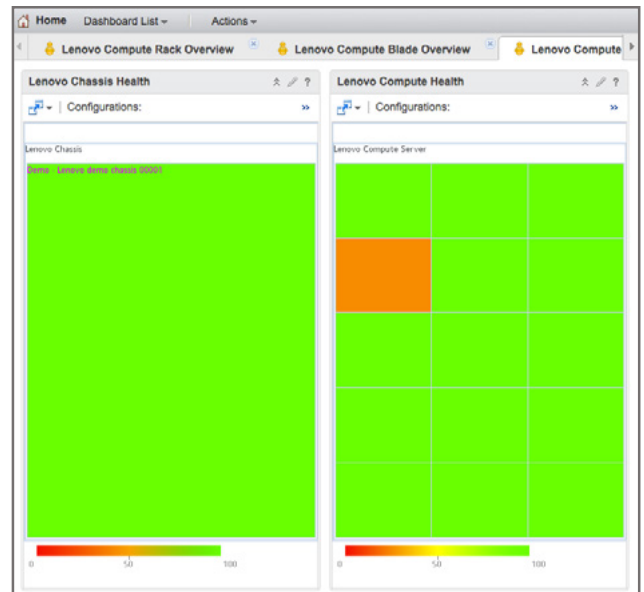 Home Dashboard List Actions
Lenovo Compute Rack Overview Lenovo Compute Blade Overview Lenovo Compute
Lenovo Chassis Health ?
Configurations: »
Lenovo Chassis
Demo - Lenovo demo chassis 00001
0 50 100
Lenovo Compute Health ?
Configurations: »
Lenovo Compute Server
0 50 100